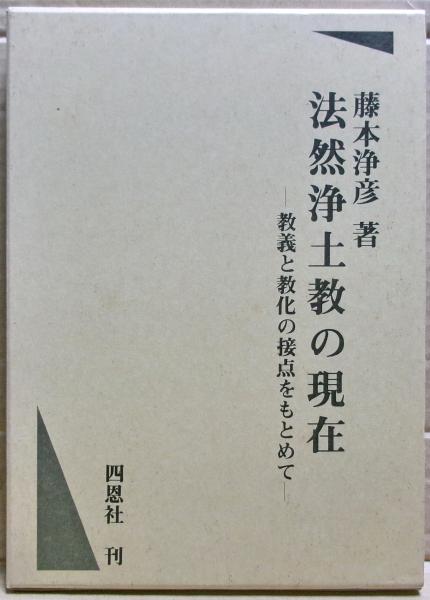 藤本浄彦 著
法然浄土教の現在
―教義と教化の接点をもとめて―
四恩社 刊